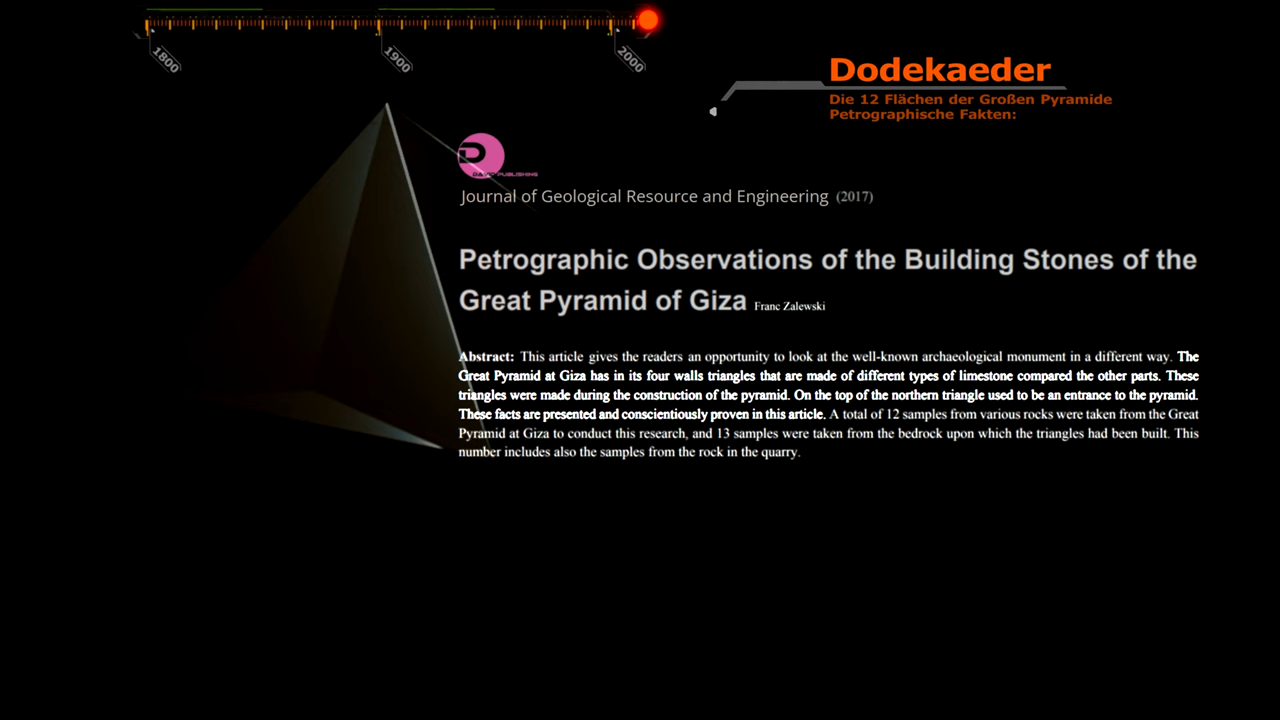 1800
1900
2000
Dodekaeder
Die 12 Flächen der Großen Pyramide
Petrographische Fakten:
D
PUBLISHING
Journal of Geological Resource and Engineering (2017)
Petrographic Observations of the Building Stones of the
Great Pyramid of Giza Franc Zalewski
Abstract: This article gives the readers an opportunity to look at the well-known archaeological monument in a different way. The
Great Pyramid at Giza has in its four walls triangles that are made of different types of limestone compared the other parts. These
triangles were made during the construction of the pyramid. On the top of the northern triangle used to be an entrance to the pyramid.
These facts are presented and conscientiously proven in this article. A total of 12 samples from various rocks were taken from the Great
Pyramid at Giza to conduct this research, and 13 samples were taken from the bedrock upon which the triangles had been built. This
number includes also the samples from the rock in the quarry.